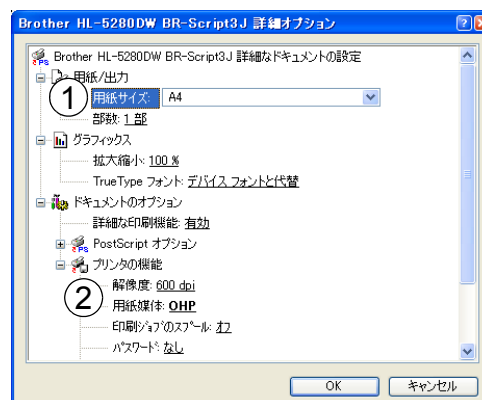 Brother HL-5280DW BR-Script3J 詳細オプション
Brother HL-5280DW BR-Script3J 詳細なドキュメントの設定
用紙/出力
① 用紙サイズ: A4
部数: 1 部
グラフィックス
拡大縮小: 100 %
TrueType フォント: デバイス フォントと代替
ドキュメントのオプション
詳細な印刷機能: 有効
PostScript オプション
プリンタの機能
解像度: 600 dpi
② 用紙媒体: OHP
印刷ジョブのスプール: オフ
パスワード: なし
OK キャンセル